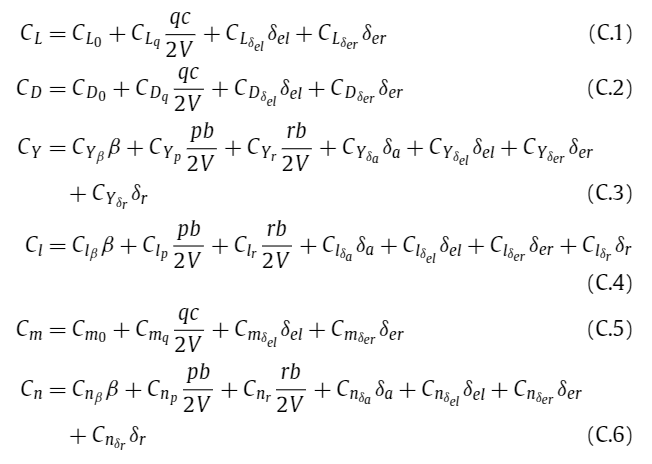 C_L = C_{L_0} + C_{L_q} \frac{qc}{2V} + C_{L_{\delta_{el}}} \delta_{el} + C_{L_{\delta_{er}}} \delta_{er} (C.1)
C_D = C_{D_0} + C_{D_q} \frac{qc}{2V} + C_{D_{\delta_{el}}} \delta_{el} + C_{D_{\delta_{er}}} \delta_{er} (C.2)
C_Y = C_{Y_\beta} \beta + C_{Y_p} \frac{pb}{2V} + C_{Y_r} \frac{rb}{2V} + C_{Y_{\delta_a}} \delta_a + C_{Y_{\delta_{el}}} \delta_{el} + C_{Y_{\delta_{er}}} \delta_{er}
+ C_{Y_{\delta_r}} \delta_r (C.3)
C_l = C_{l_\beta} \beta + C_{l_p} \frac{pb}{2V} + C_{l_r} \frac{rb}{2V} + C_{l_{\delta_a}} \delta_a + C_{l_{\delta_{el}}} \delta_{el} + C_{l_{\delta_{er}}} \delta_{er} + C_{l_{\delta_r}} \delta_r
(C.4)
C_m = C_{m_0} + C_{m_q} \frac{qc}{2V} + C_{m_{\delta_{el}}} \delta_{el} + C_{m_{\delta_{er}}} \delta_{er} (C.5)
C_n = C_{n_\beta} \beta + C_{n_p} \frac{pb}{2V} + C_{n_r} \frac{rb}{2V} + C_{n_{\delta_a}} \delta_a + C_{n_{\delta_{el}}} \delta_{el} + C_{n_{\delta_{er}}} \delta_{er}
+ C_{n_{\delta_r}} \delta_r (C.6)